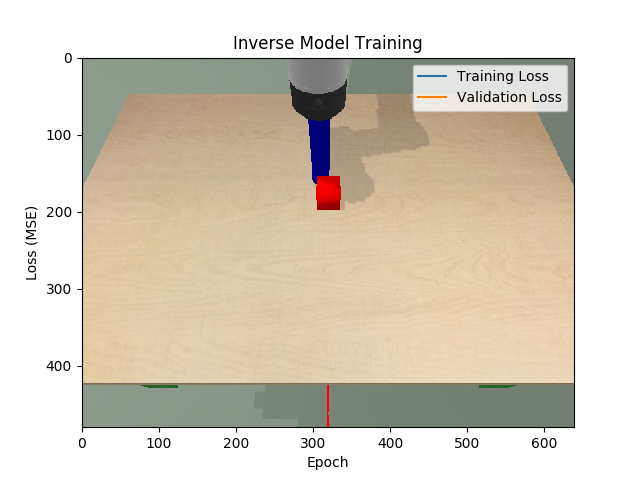 Inverse Model Training
Training Loss
Validation Loss
Loss (MSE)
0
100
200
300
400
0 100 200 300 400 500 600
Epoch